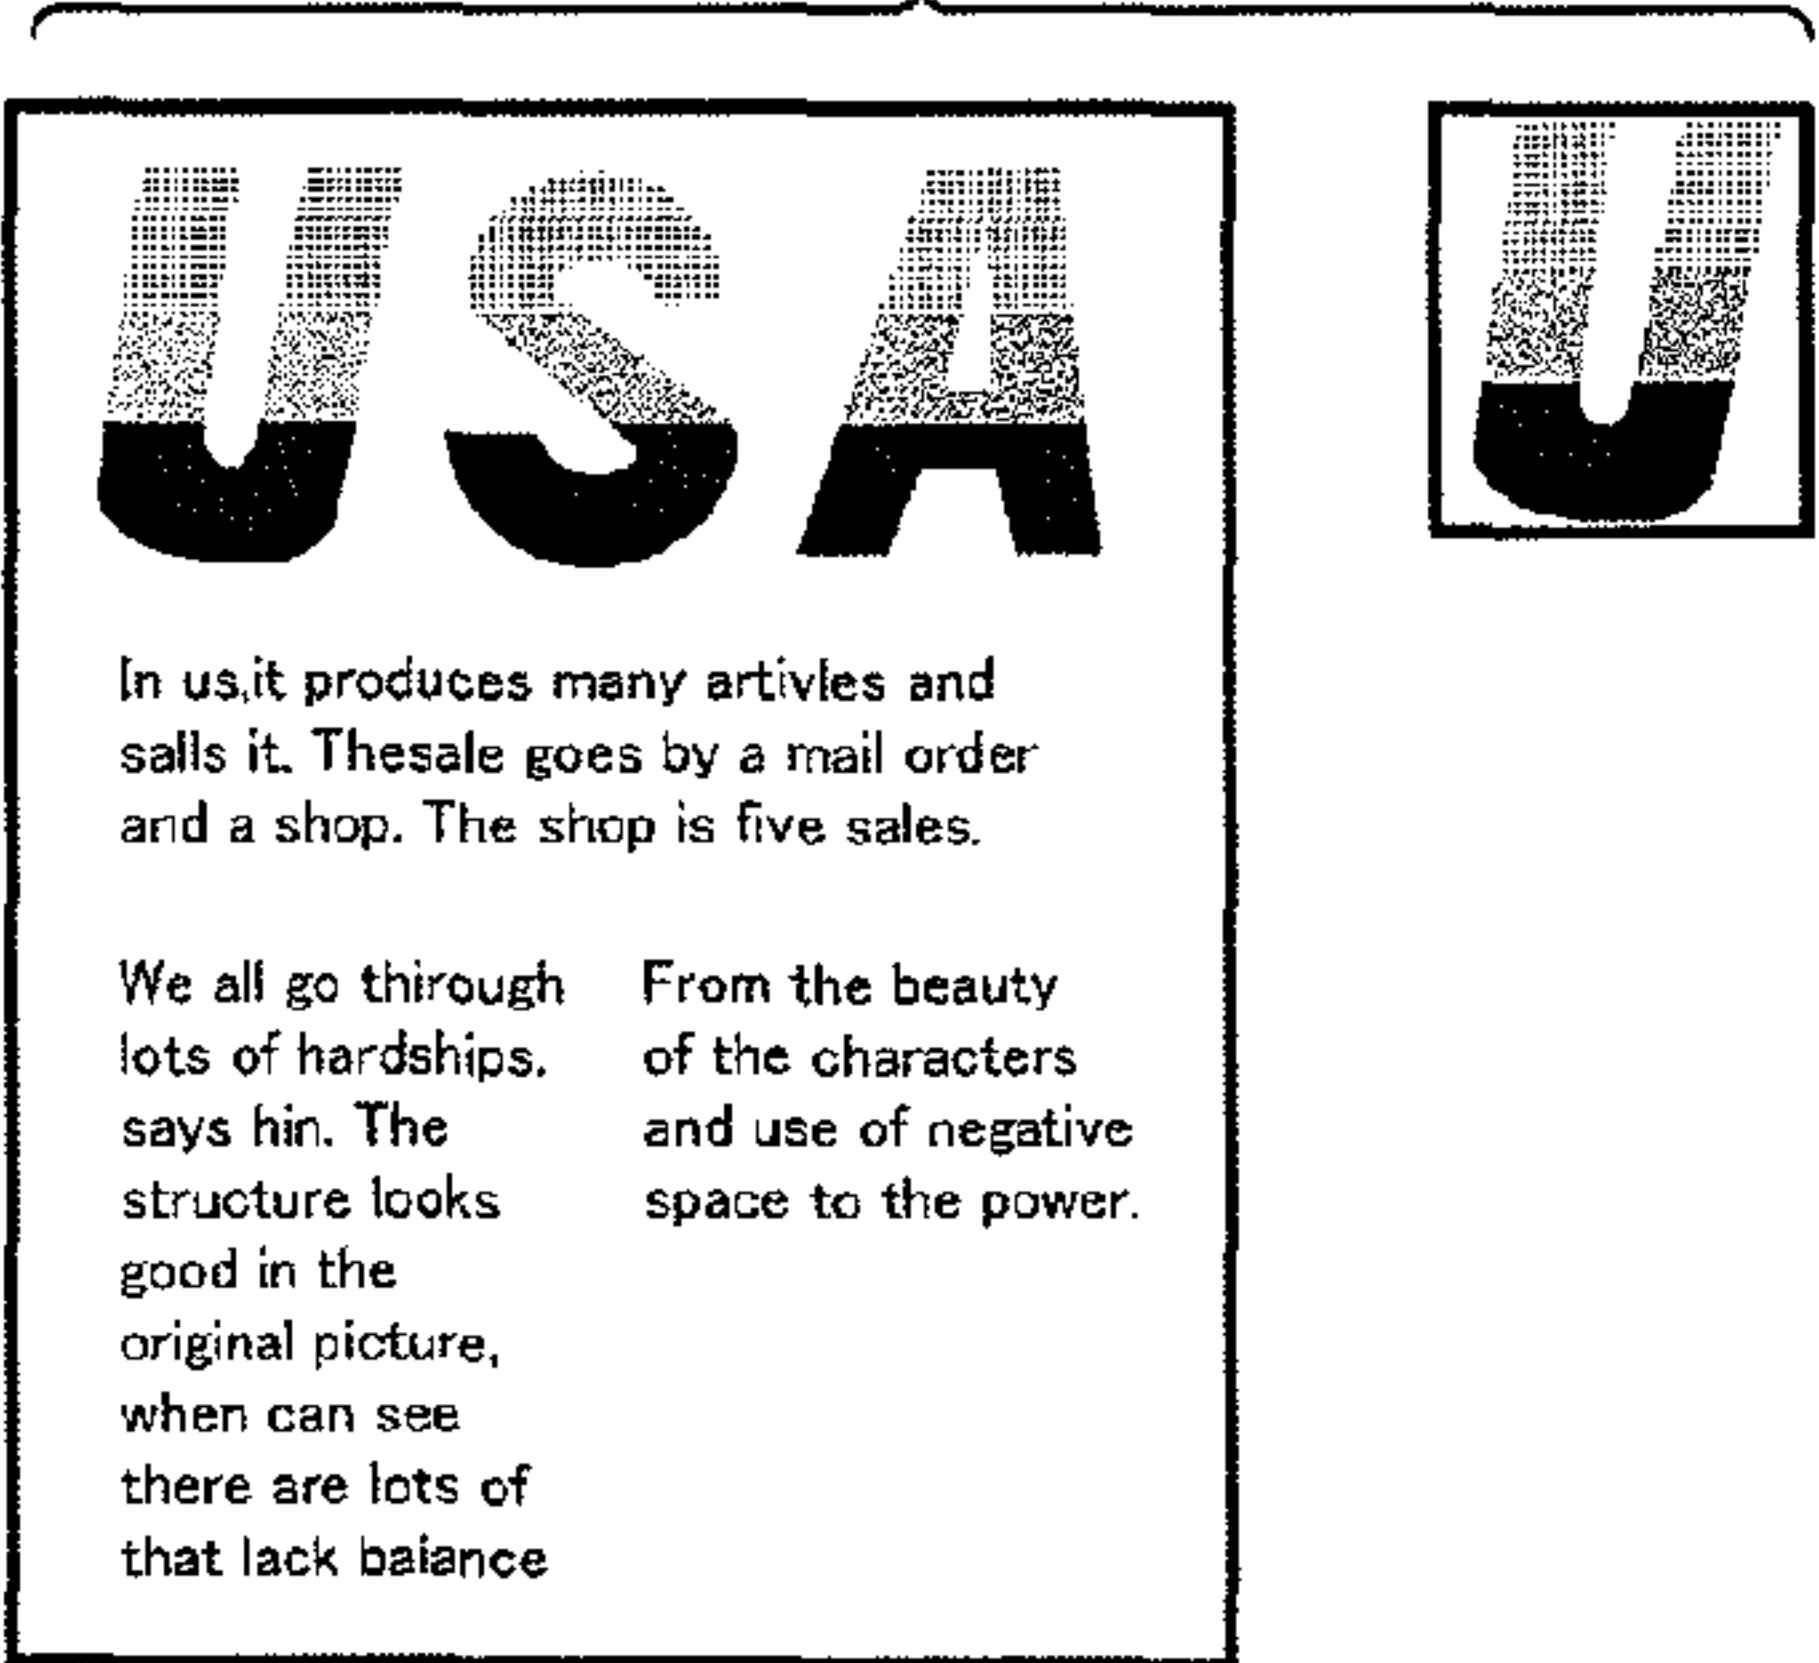 USA
U
In us,it produces many artivles and
salls it. Thesale goes by a mail order
and a shop. The shop is five sales.
We all go thirough
lots of hardships.
says hin. The
structure looks
good in the
original picture,
when can see
there are lots of
that lack baiance
From the beauty
of the characters
and use of negative
space to the power.